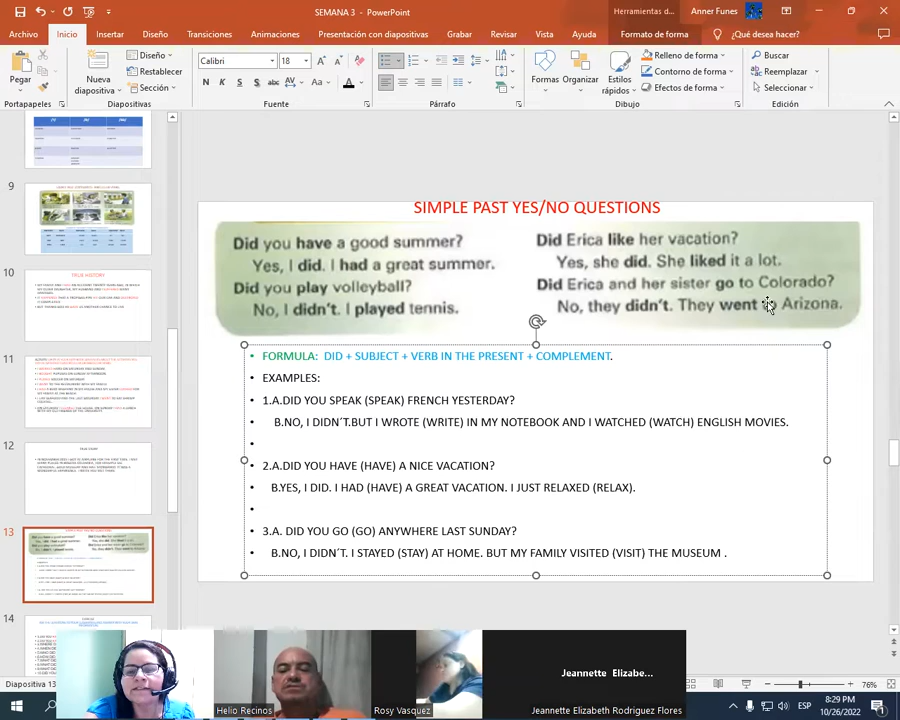 SEMANA 3 - PowerPoint
Herramientas d...
Anner Funes
Archivo Inicio Insertar Diseño Transiciones Animaciones Presentación con diapositivas Grabar Revisar Vista Ayuda Formato de forma ¿Qué desea hacer?
Pegar
Nueva diapositiva
Diseño
Restablecer
Sección
Calibri 18
N K S abc AV Aa A
Formas Organizar Estilos rápidos
Relleno de forma
Contorno de forma
Efectos de forma
Buscar
Reemplazar
Seleccionar
Portapapeles Diapositivas Fuente Párrafo Dibujo Edición
9
10
TRUE HISTORY
11
12
13
14
SIMPLE PAST YES/NO QUESTIONS
Did you have a good summer?
Yes, I did. I had a great summer.
Did you play volleyball?
No, I didn't. I played tennis.
Did Erica like her vacation?
Yes, she did. She liked it a lot.
Did Erica and her sister go to Colorado?
No, they didn't. They went to Arizona.
• FORMULA: DID + SUBJECT + VERB IN THE PRESENT + COMPLEMENT.
• EXAMPLES:
• 1.A.DID YOU SPEAK (SPEAK) FRENCH YESTERDAY?
• B.NO, I DIDN´T.BUT I WROTE (WRITE) IN MY NOTEBOOK AND I WATCHED (WATCH) ENGLISH MOVIES.
•
• 2.A.DID YOU HAVE (HAVE) A NICE VACATION?
• B.YES, I DID. I HAD (HAVE) A GREAT VACATION. I JUST RELAXED (RELAX).
•
• 3.A. DID YOU GO (GO) ANYWHERE LAST SUNDAY?
• B.NO, I DIDN´T. I STAYED (STAY) AT HOME. BUT MY FAMILY VISITED (VISIT) THE MUSEUM .
Diapositiva 13
76%
Helio Recinos
Rosy Vasquez
Jeannette Elizabe...
Jeannette Elizabeth Rodriguez Flores
ESP
8:29 PM
10/26/2022